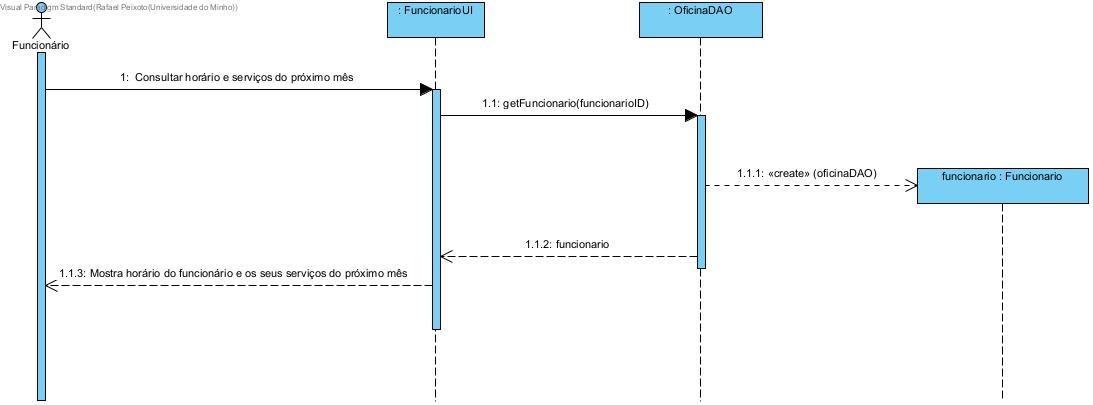 Visual Paradigm Standard(Rafael Peixoto(Universidade do Minho))
: FuncionarioUI
: OficinaDAO
Funcionário
1: Consultar horário e serviços do próximo mês
1.1: getFuncionario(funcionarioID)
1.1.1: «create» (oficinaDAO)
funcionario : Funcionario
1.1.2: funcionario
1.1.3: Mostra horário do funcionário e os seus serviços do próximo mês